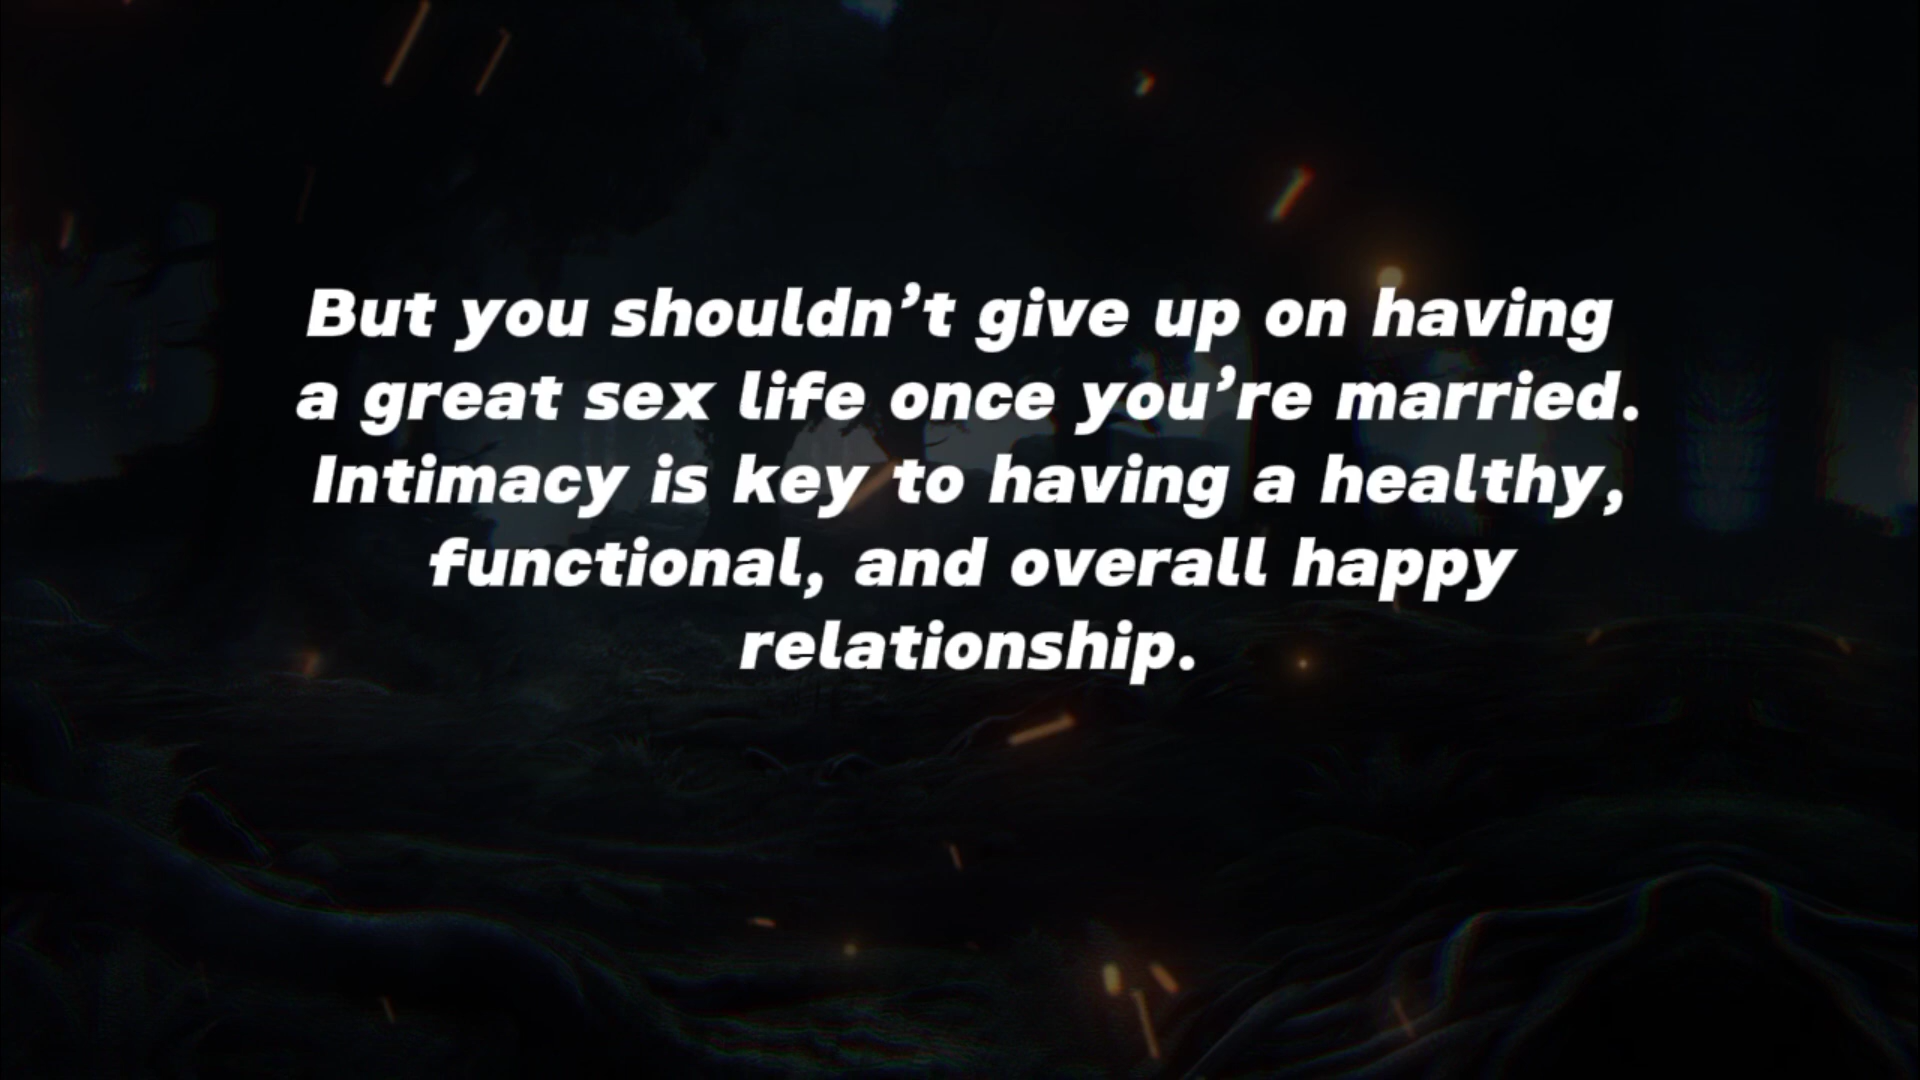 But you shouldn’t give up on having
a great sex life once you’re married.
Intimacy is key to having a healthy,
functional, and overall happy
relationship.